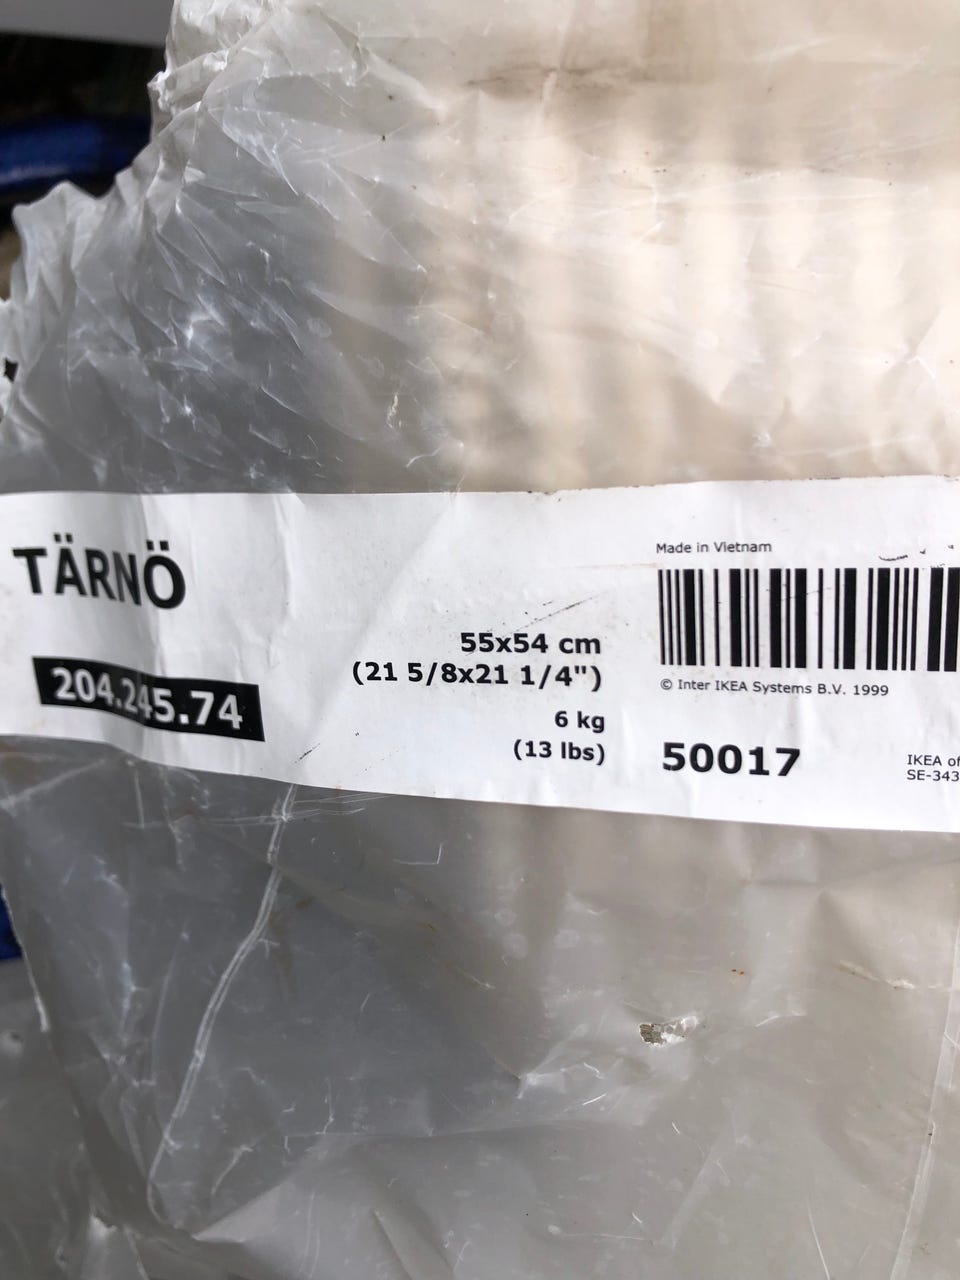 TÄRNÖ
204.245.74
55x54 cm
(21 5/8x21 1/4")
6 kg
(13 lbs)
Made in Vietnam
© Inter IKEA Systems B.V. 1999
50017
IKEA of
SE-343